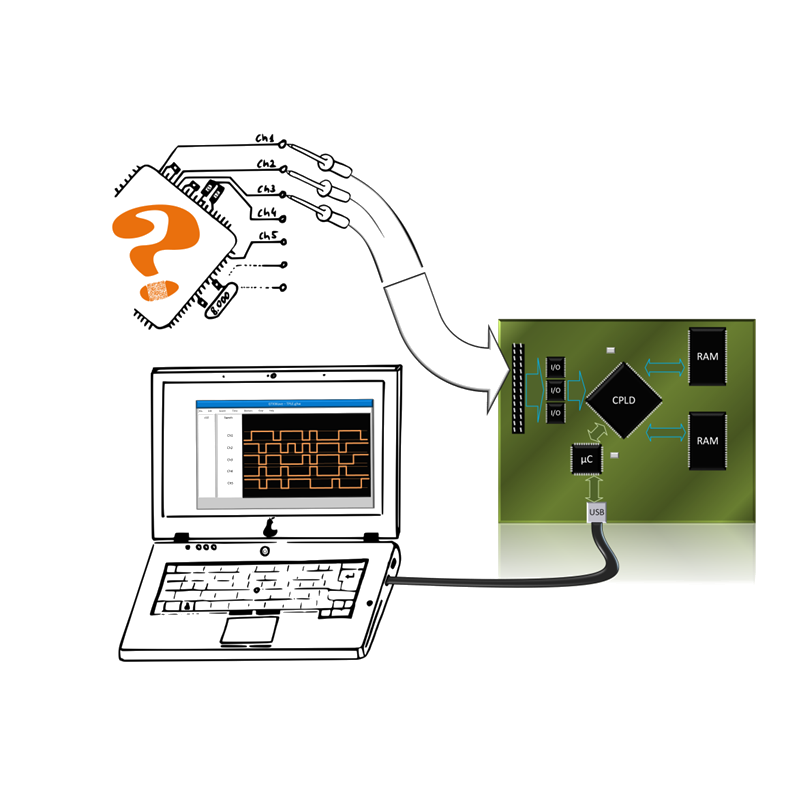 Ch1
Ch2
Ch3
Ch4
Ch5
8.000
I/O
I/O
I/O
CPLD
RAM
RAM
µC
USB
Ch1
Ch2
Ch3
Ch4
Ch5